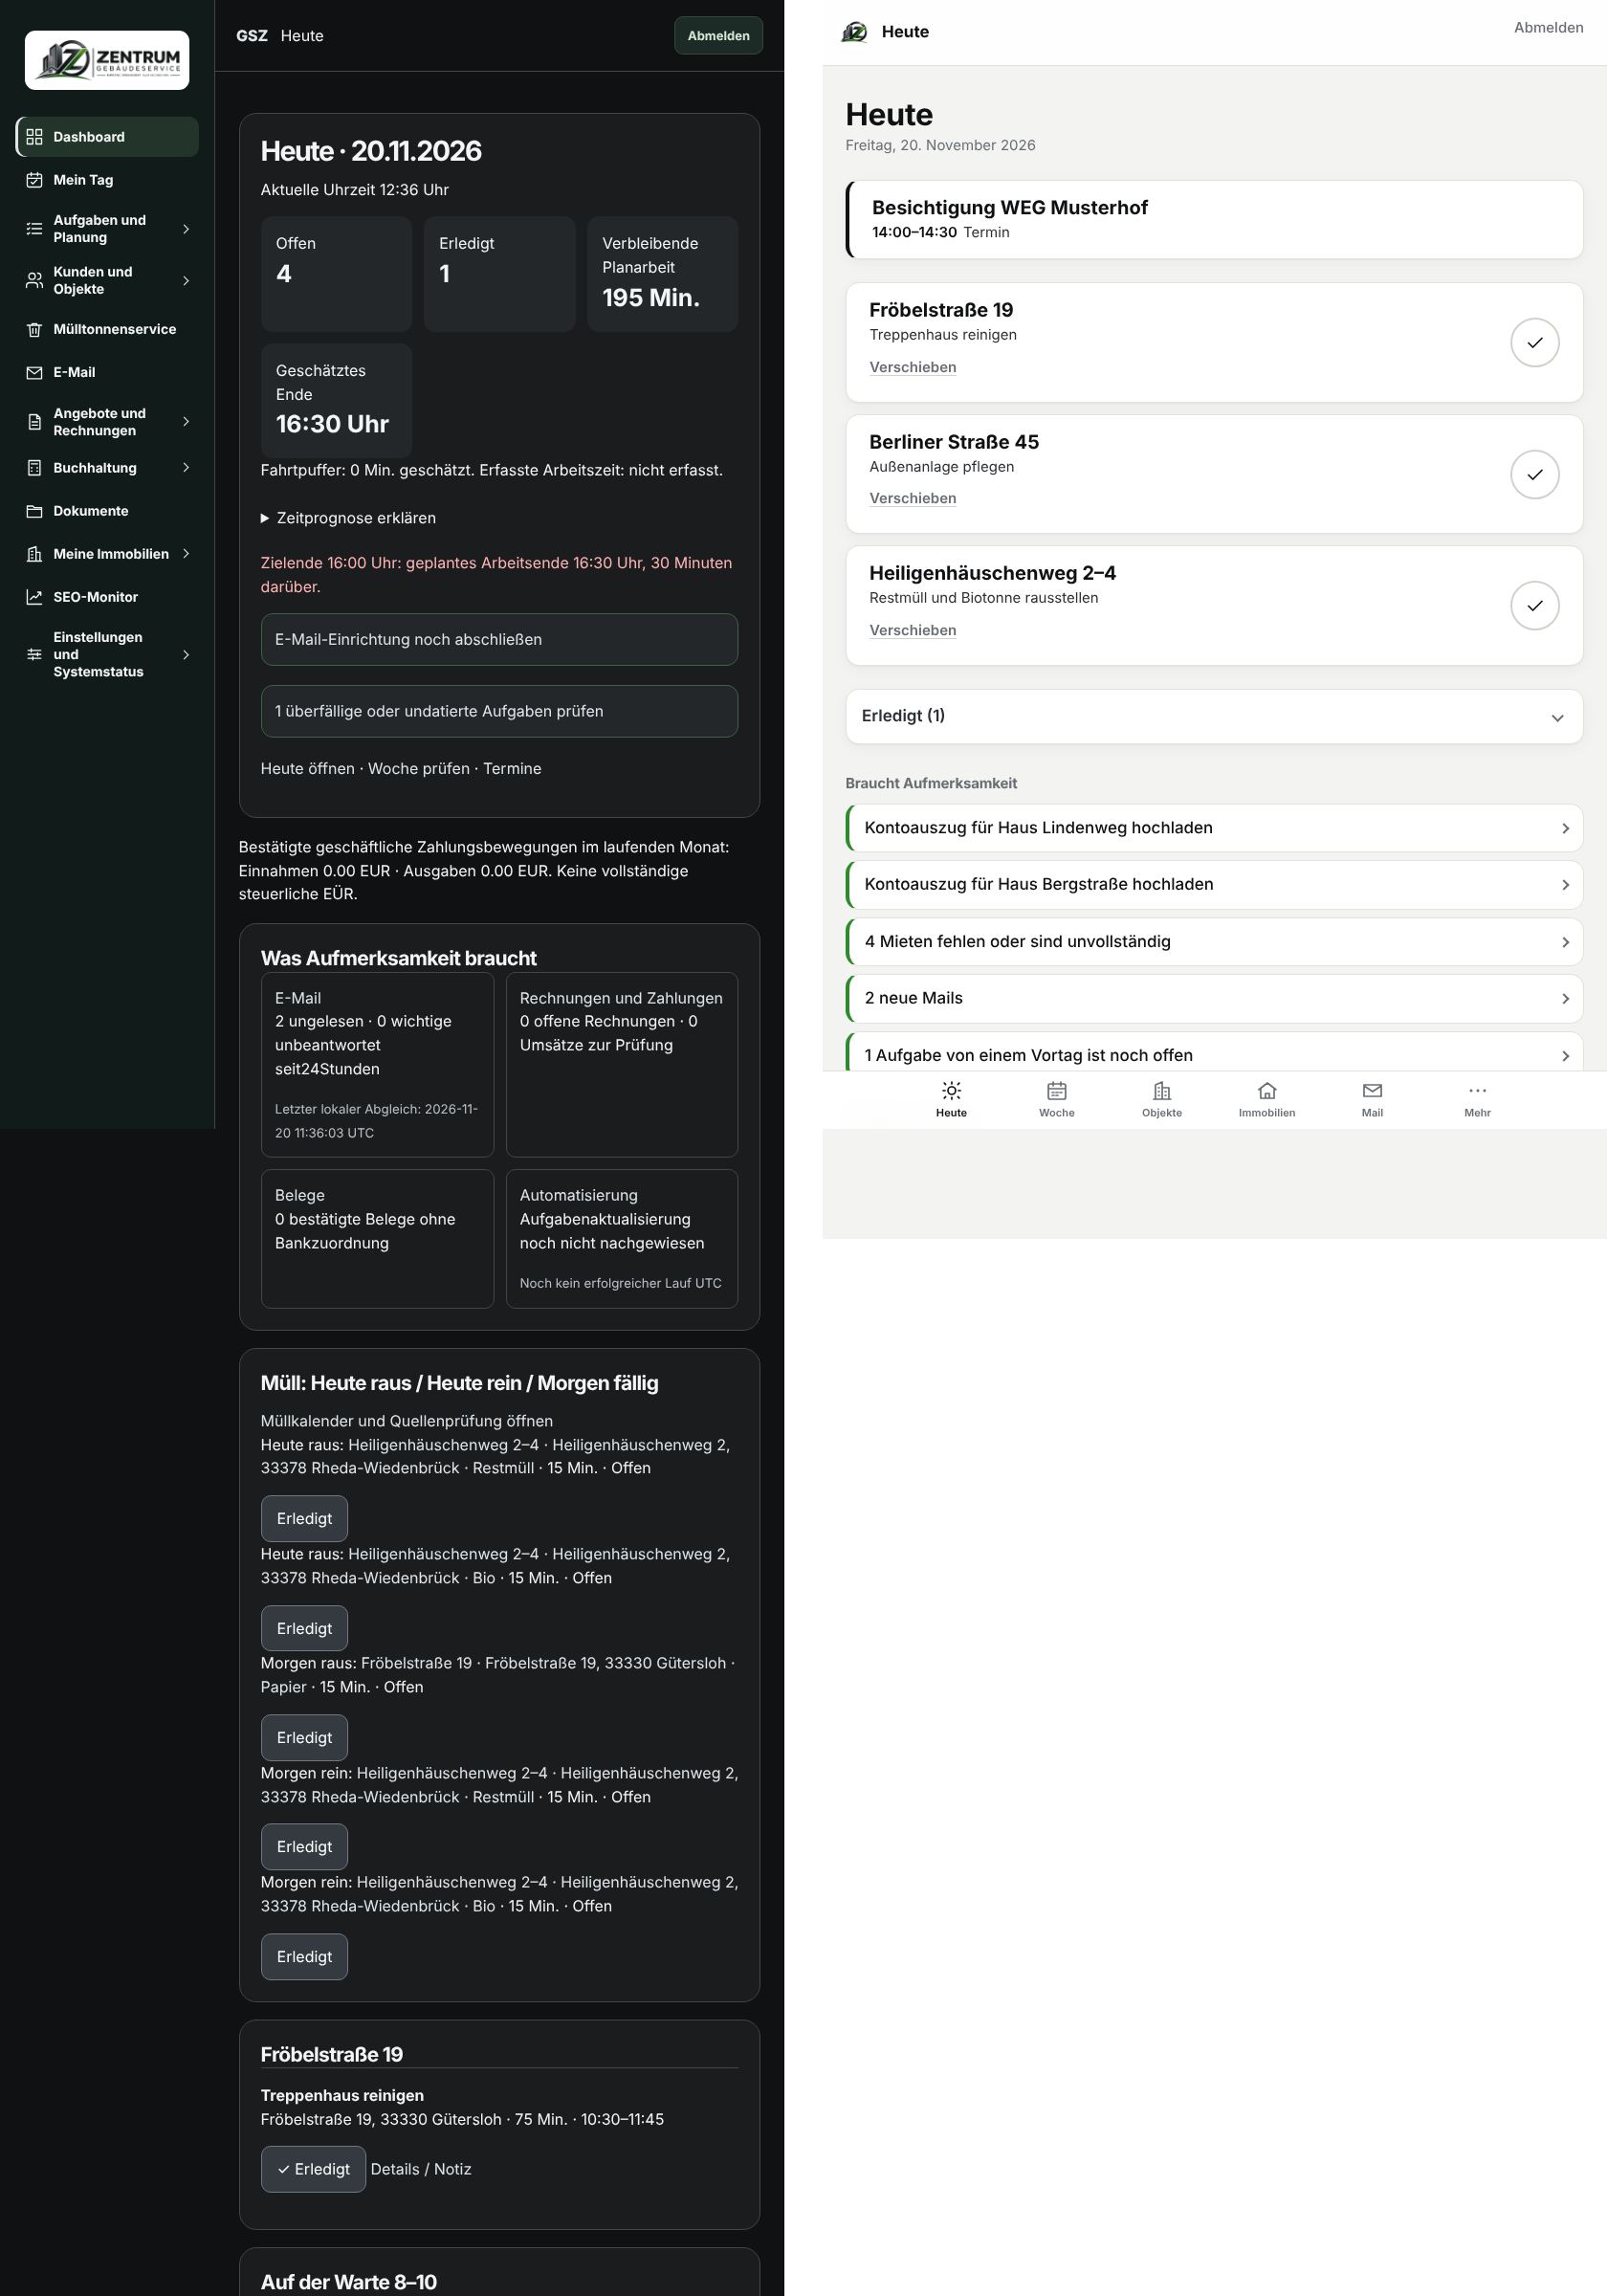 ZENTRUM
GEBÄUDESERVICE
Dashboard
Mein Tag
Aufgaben und
Planung
Kunden und
Objekte
Mülltonnenservice
E-Mail
Angebote und
Rechnungen
Buchhaltung
Dokumente
Meine Immobilien
SEO-Monitor
Einstellungen
und
Systemstatus
GSZ Heute
Abmelden
Heute · 20.11.2026
Aktuelle Uhrzeit 12:36 Uhr
Offen
4
Erledigt
1
Verbleibende
Planarbeit
195 Min.
Geschätztes
Ende
16:30 Uhr
Fahrtpuffer: 0 Min. geschätzt. Erfasste Arbeitszeit: nicht erfasst.
Zeitprognose erklären
Zielende 16:00 Uhr: geplantes Arbeitsende 16:30 Uhr, 30 Minuten
darüber.
E-Mail-Einrichtung noch abschließen
1 überfällige oder undatierte Aufgaben prüfen
Heute öffnen · Woche prüfen · Termine
Bestätigte geschäftliche Zahlungsbewegungen im laufenden Monat:
Einnahmen 0.00 EUR · Ausgaben 0.00 EUR. Keine vollständige
steuerliche EÜR.
Was Aufmerksamkeit braucht
E-Mail
2 ungelesen · 0 wichtige
unbeantwortet
seit24Stunden
Letzter lokaler Abgleich: 2026-11-
20 11:36:03 UTC
Rechnungen und Zahlungen
0 offene Rechnungen · 0
Umsätze zur Prüfung
Belege
0 bestätigte Belege ohne
Bankzuordnung
Automatisierung
Aufgabenaktualisierung
noch nicht nachgewiesen
Noch kein erfolgreicher Lauf UTC
Müll: Heute raus / Heute rein / Morgen fällig
Müllkalender und Quellenprüfung öffnen
Heute raus: Heiligenhäuschenweg 2–4 · Heiligenhäuschenweg 2,
33378 Rheda-Wiedenbrück · Restmüll · 15 Min. · Offen
Erledigt
Heute raus: Heiligenhäuschenweg 2–4 · Heiligenhäuschenweg 2,
33378 Rheda-Wiedenbrück · Bio · 15 Min. · Offen
Erledigt
Morgen raus: Fröbelstraße 19 · Fröbelstraße 19, 33330 Gütersloh ·
Papier · 15 Min. · Offen
Erledigt
Morgen rein: Heiligenhäuschenweg 2–4 · Heiligenhäuschenweg 2,
33378 Rheda-Wiedenbrück · Restmüll · 15 Min. · Offen
Erledigt
Morgen rein: Heiligenhäuschenweg 2–4 · Heiligenhäuschenweg 2,
33378 Rheda-Wiedenbrück · Bio · 15 Min. · Offen
Erledigt
Fröbelstraße 19
Treppenhaus reinigen
Fröbelstraße 19, 33330 Gütersloh · 75 Min. · 10:30–11:45
✓ Erledigt Details / Notiz
Auf der Warte 8–10
Heute
Abmelden
Heute
Freitag, 20. November 2026
Besichtigung WEG Musterhof
14:00–14:30 Termin
Fröbelstraße 19
Treppenhaus reinigen
Verschieben
Berliner Straße 45
Außenanlage pflegen
Verschieben
Heiligenhäuschenweg 2–4
Restmüll und Biotonne rausstellen
Verschieben
Erledigt (1)
Braucht Aufmerksamkeit
Kontoauszug für Haus Lindenweg hochladen
Kontoauszug für Haus Bergstraße hochladen
4 Mieten fehlen oder sind unvollständig
2 neue Mails
1 Aufgabe von einem Vortag ist noch offen
Heute
Woche
Objekte
Immobilien
Mail
Mehr